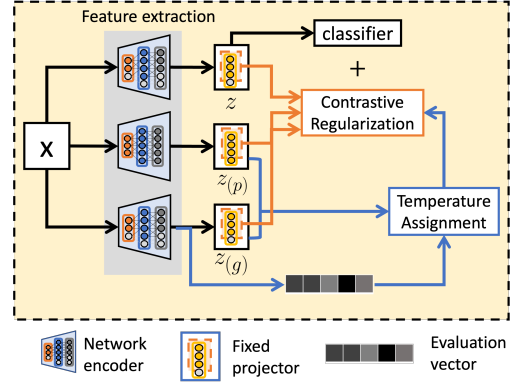 Feature extraction
classifier
z
+
Contrastive
Regularization
X
z(p)
Temperature
Assignment
z(g)
Network
encoder
Fixed
projector
Evaluation
vector